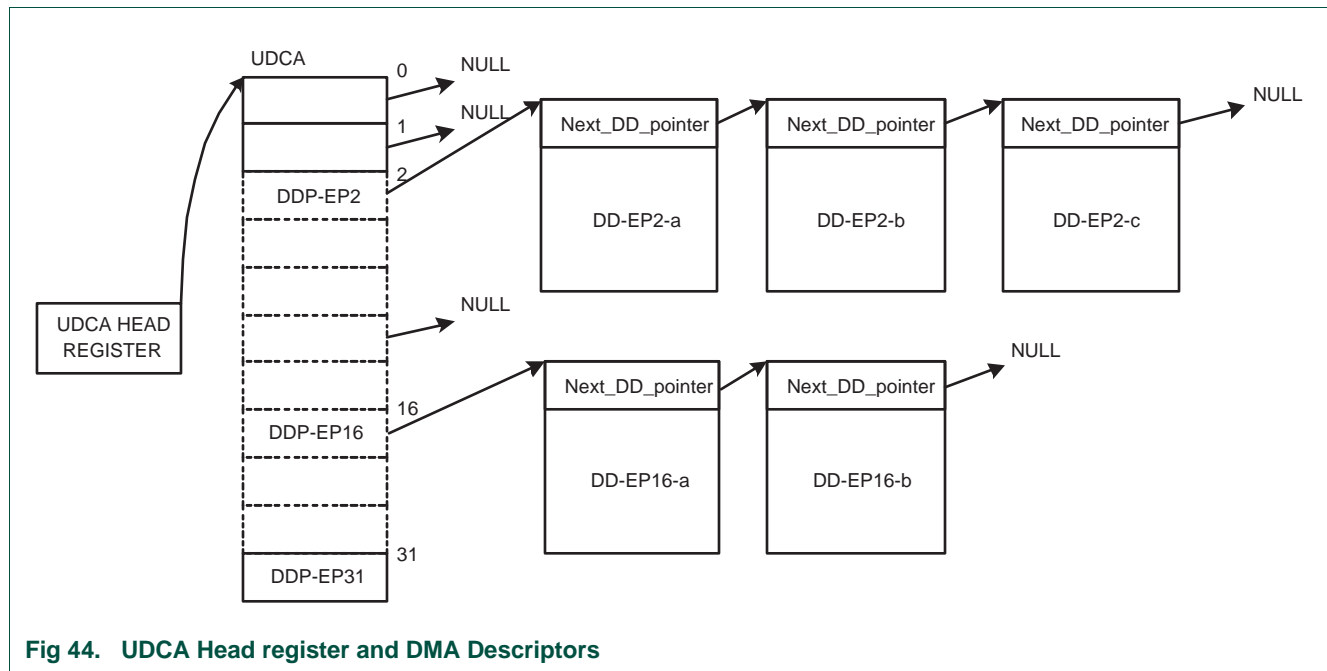 UDCA
0
NULL
NULL
1
2
DDP-EP2
Next_DD_pointer
DD-EP2-a
Next_DD_pointer
DD-EP2-b
Next_DD_pointer
DD-EP2-c
NULL
UDCA HEAD
REGISTER
NULL
16
DDP-EP16
Next_DD_pointer
DD-EP16-a
Next_DD_pointer
DD-EP16-b
NULL
31
DDP-EP31
Fig 44. UDCA Head register and DMA Descriptors